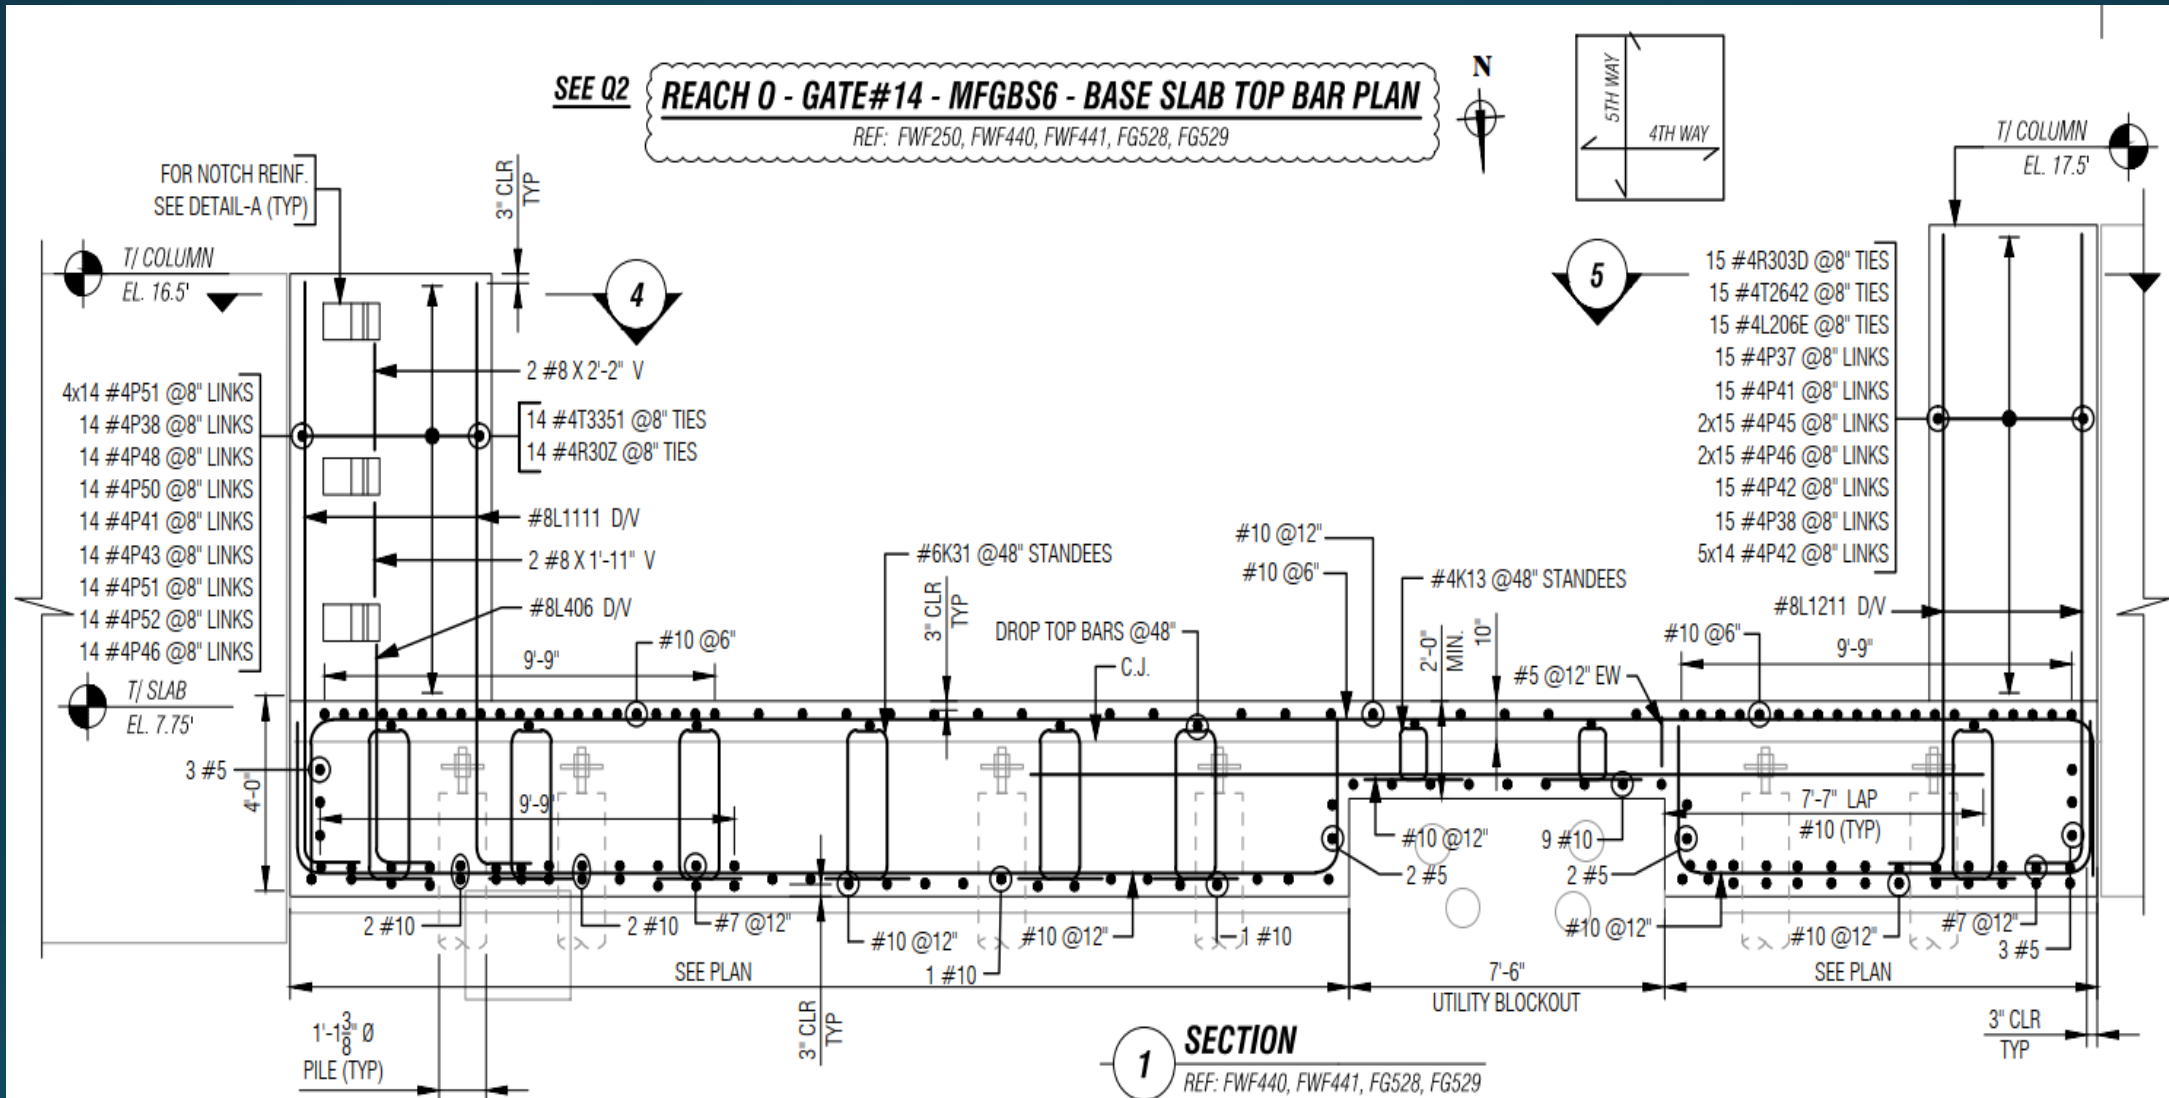 SEE Q2
REACH O - GATE#14 - MFGBS6 - BASE SLAB TOP BAR PLAN
REF: FWF250, FWF440, FWF441, FG528, FG529
N
5TH WAY
4TH WAY
T/ COLUMN
EL. 17.5'
FOR NOTCH REINF.
SEE DETAIL-A (TYP)
3" CLR
TYP
T/ COLUMN
EL. 16.5'
4
5
15 #4R303D @8" TIES
15 #4T2642 @8" TIES
15 #4L206E @8" TIES
15 #4P37 @8" LINKS
15 #4P41 @8" LINKS
2x15 #4P45 @8" LINKS
2x15 #4P46 @8" LINKS
15 #4P42 @8" LINKS
15 #4P38 @8" LINKS
5x14 #4P42 @8" LINKS
4x14 #4P51 @8" LINKS
14 #4P38 @8" LINKS
14 #4P48 @8" LINKS
14 #4P50 @8" LINKS
14 #4P41 @8" LINKS
14 #4P43 @8" LINKS
14 #4P51 @8" LINKS
14 #4P52 @8" LINKS
14 #4P46 @8" LINKS
2 #8 X 2'-2" V
14 #4T3351 @8" TIES
14 #4R30Z @8" TIES
#8L1111 D/V
2 #8 X 1'-11" V
#8L406 D/V
#10 @6"
9'-9"
#6K31 @48" STANDEES
3" CLR
TYP
DROP TOP BARS @48"
C.J.
#10 @12"
#10 @6"
#4K13 @48" STANDEES
2'-0"
MIN.
10"
#5 @12" EW
#8L1211 D/V
#10 @6"
9'-9"
T/ SLAB
EL. 7.75'
3 #5
4'-0"
9'-9"
7'-7" LAP
#10 (TYP)
#10 @12"
9 #10
2 #5
2 #5
2 #10
2 #10
#7 @12"
#10 @12"
1 #10
#10 @12"
1 #10
#10 @12"
#10 @12"
#7 @12"
3 #5
SEE PLAN
7'-6"
UTILITY BLOCKOUT
SEE PLAN
1'-1 3/8" Ø
PILE (TYP)
3" CLR
TYP
3" CLR
TYP
1
SECTION
REF: FWF440, FWF441, FG528, FG529